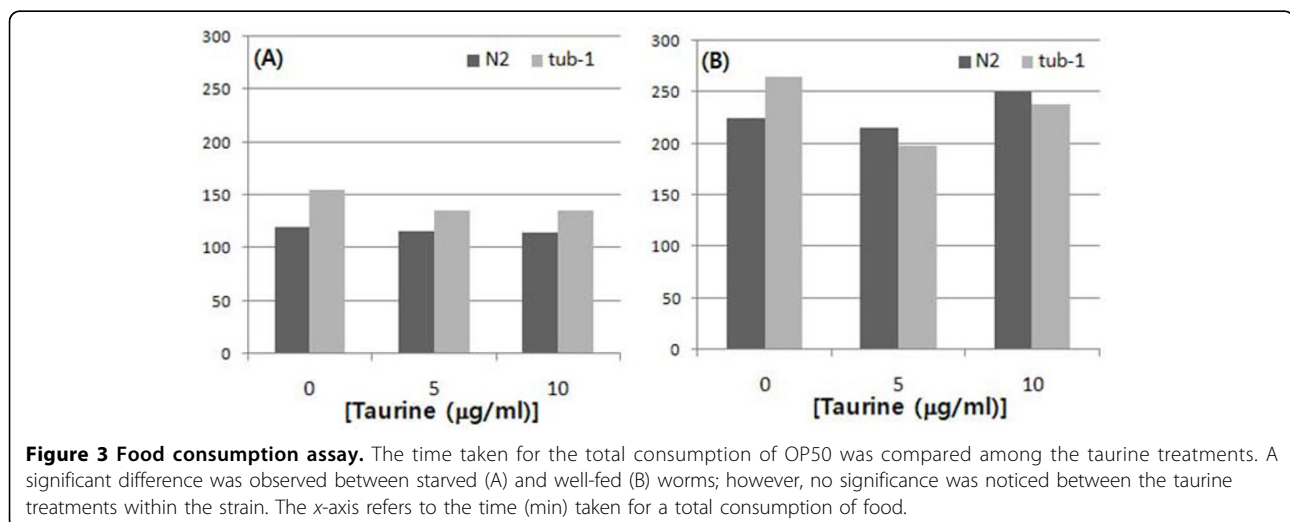 (A)
N2 tub-1
300
250
200
150
100
50
0
0 5 10
[Taurine (μg/ml)]
(B)
N2 tub-1
300
250
200
150
100
50
0
0 5 10
[Taurine (μg/ml)]
Figure 3 Food consumption assay. The time taken for the total consumption of OP50 was compared among the taurine treatments. A
significant difference was observed between starved (A) and well-fed (B) worms; however, no significance was noticed between the taurine
treatments within the strain. The x-axis refers to the time (min) taken for a total consumption of food.